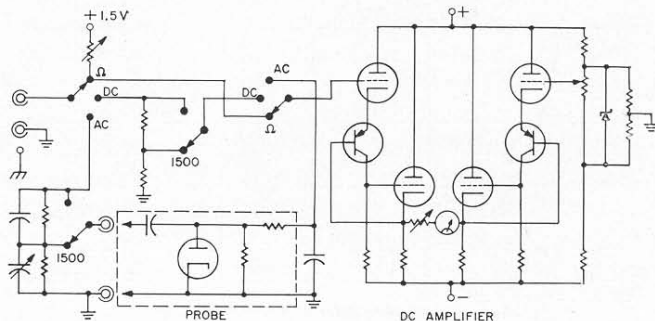 + 1.5V
Ω
DC
AC
1500
AC
DC
Ω
1500
PROBE
+
−
DC AMPLIFIER